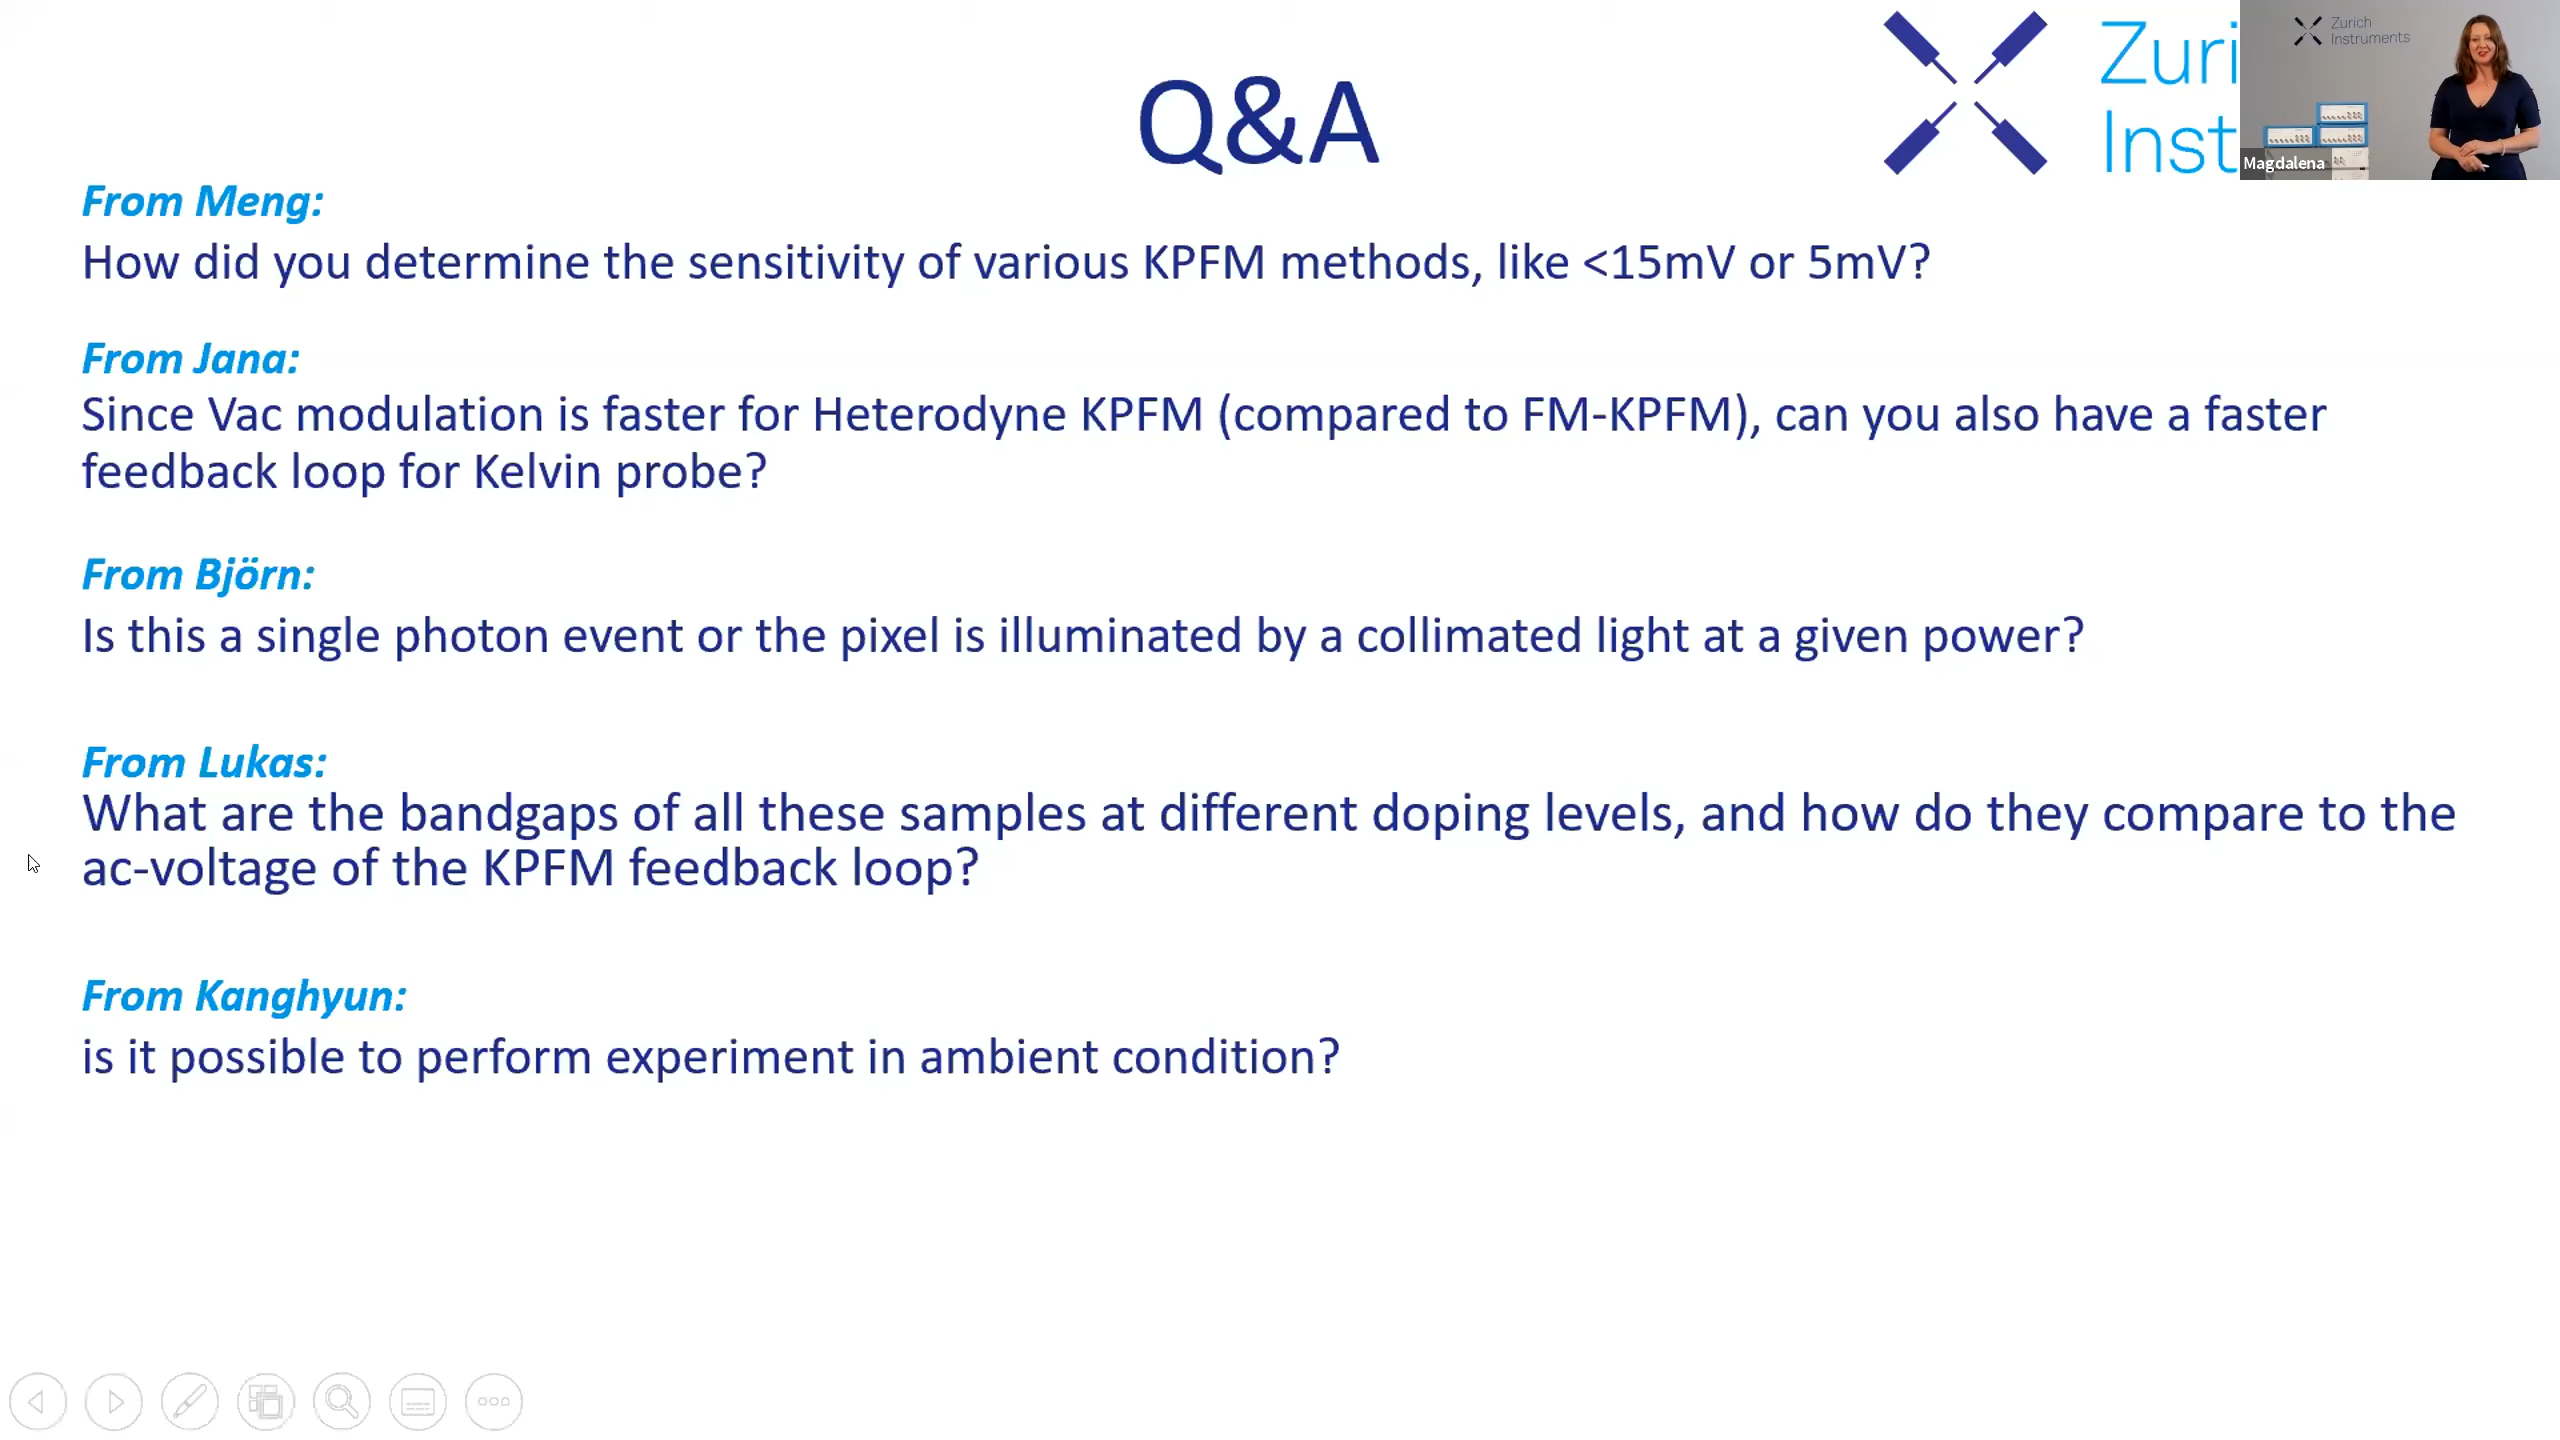 Q&A
Zuri
Inst
Zurich
Instruments
Magdalena
From Meng:
How did you determine the sensitivity of various KPFM methods, like <15mV or 5mV?
From Jana:
Since Vac modulation is faster for Heterodyne KPFM (compared to FM-KPFM), can you also have a faster
feedback loop for Kelvin probe?
From Björn:
Is this a single photon event or the pixel is illuminated by a collimated light at a given power?
From Lukas:
What are the bandgaps of all these samples at different doping levels, and how do they compare to the
ac-voltage of the KPFM feedback loop?
From Kanghyun:
is it possible to perform experiment in ambient condition?